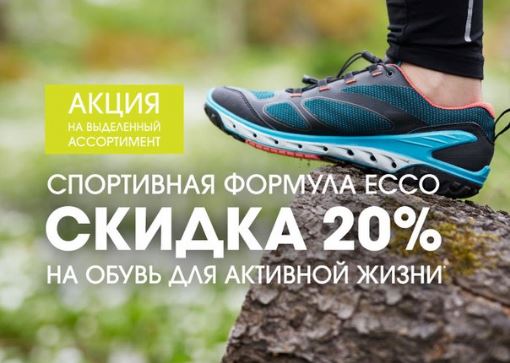 АКЦИЯ
НА ВЫДЕЛЕННЫЙ
АССОРТИМЕНТ
СПОРТИВНАЯ ФОРМУЛА ECCO
СКИДКА 20%
НА ОБУВЬ ДЛЯ АКТИВНОЙ ЖИЗНИ*